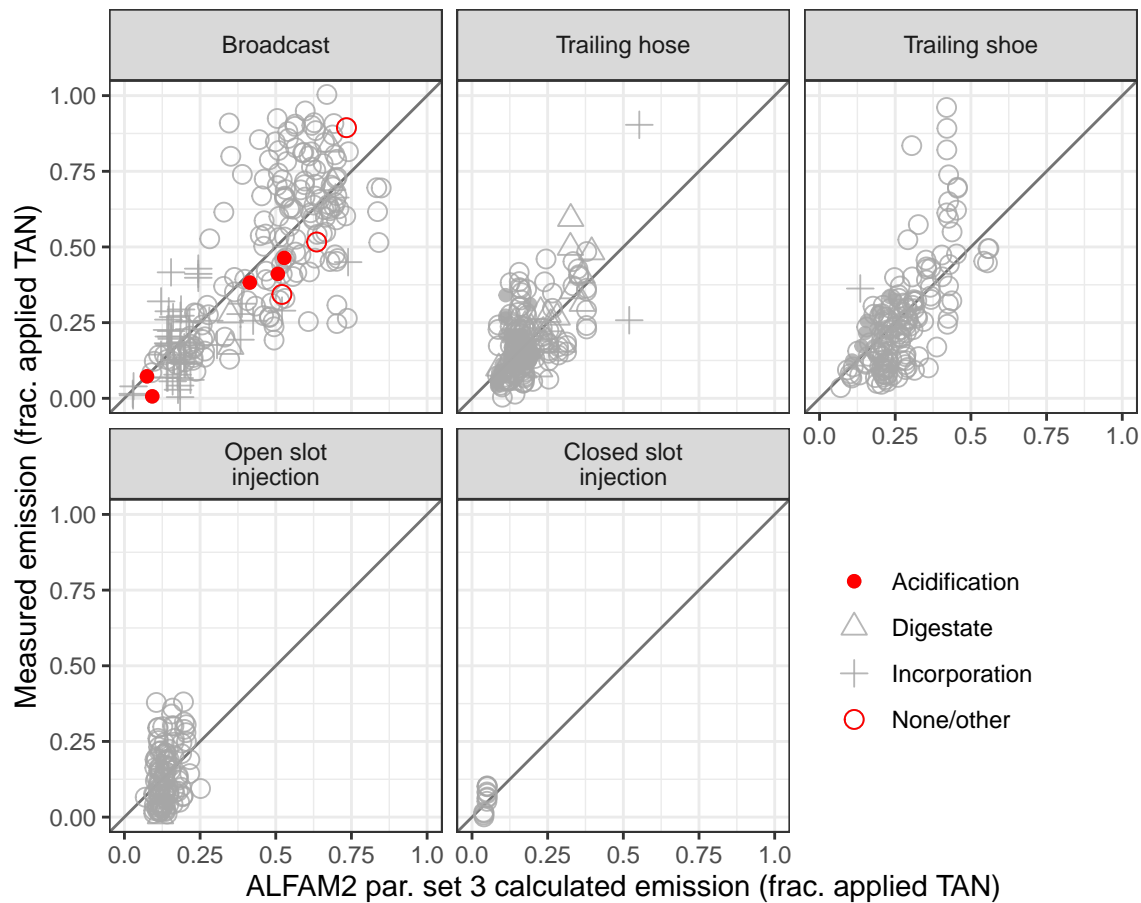 Broadcast
Trailing hose
Trailing shoe
1.00
0.75
0.50
0.25
0.00
0.0 0.25 0.50 0.75 1.0
Open slot
injection
Closed slot
injection
1.00
0.75
0.50
0.25
0.00
0.0 0.25 0.50 0.75 1.0
0.0 0.25 0.50 0.75 1.0
Measured emission (frac. applied TAN)
ALFAM2 par. set 3 calculated emission (frac. applied TAN)
Acidification
Digestate
Incorporation
None/other